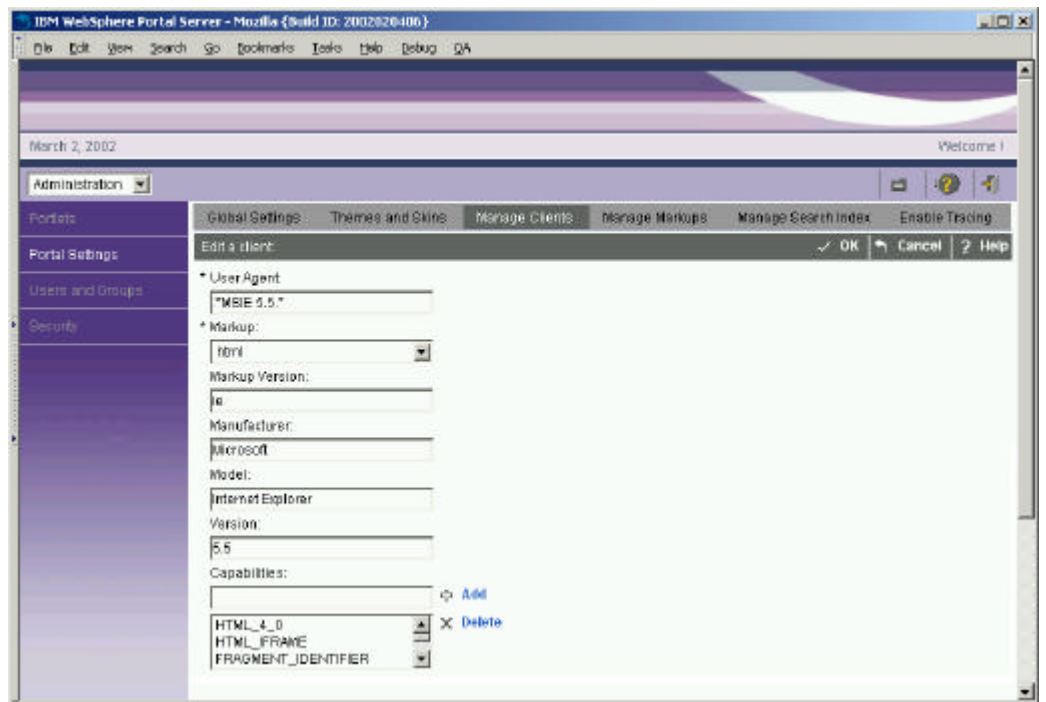 IBM WebSphere Portal Server - Mozilla {Build ID: 2002020406}
File Edit View Search Go Bookmarks Tasks Help Debug QA
March 2, 2002 Welcome !
Administration
Portlets
Portal Settings
Users and Groups
Security
Global Settings Themes and Skins Manage Clients Manage Markups Manage Search Index Enable Tracing
Edit a client: OK Cancel ? Help
* User Agent
* Markup:
html
Markup Version:
ie
Manufacturer:
Microsoft
Model:
Internet Explorer
Version:
5.5
Capabilities:
Add
HTML_4_0
HTML_IFRAME
FRAGMENT_IDENTIFIER
Delete